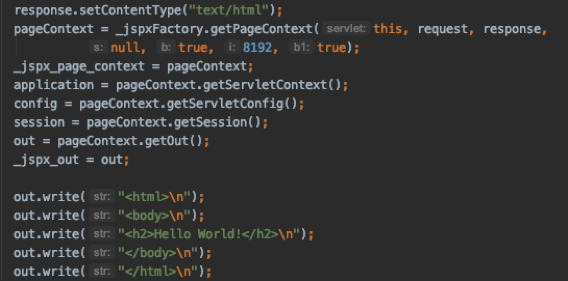 response.setContentType("text/html");
pageContext = _jspxFactory.getPageContext( servlet: this, request, response,
s: null, b: true, i: 8192, b1: true);
_jspx_page_context = pageContext;
application = pageContext.getServletContext();
config = pageContext.getServletConfig();
session = pageContext.getSession();
out = pageContext.getOut();
_jspx_out = out;
out.write( str: "<html>\n");
out.write( str: "<body>\n");
out.write( str: "<h2>Hello World!</h2>\n");
out.write( str: "</body>\n");
out.write( str: "</html>\n");